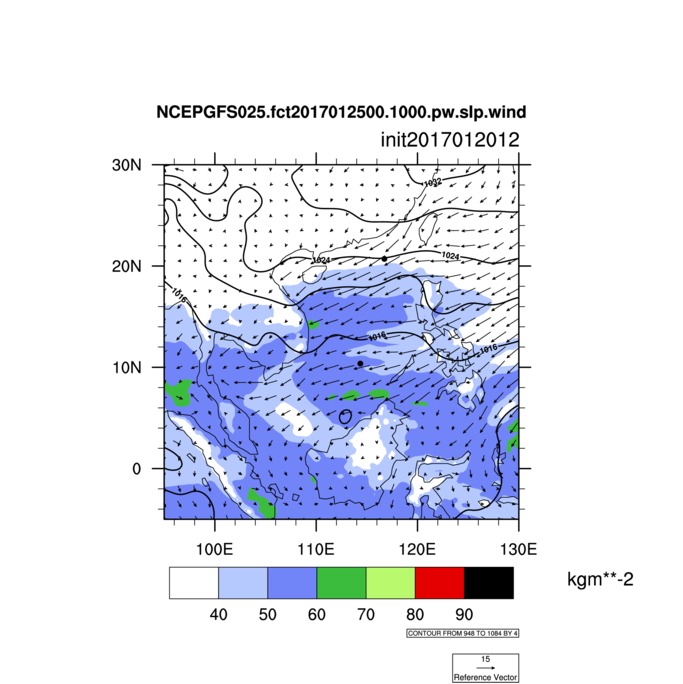 NCEPGFS025.fct2017012500.1000.pw.slp.wind
init2017012012
30N
1032
1024
1024
20N
1016
1016
1016
10N
0
100E 110E 120E 130E
kgm**-2
40 50 60 70 80 90
CONTOUR FROM 948 TO 1084 BY 4
15
Reference Vector